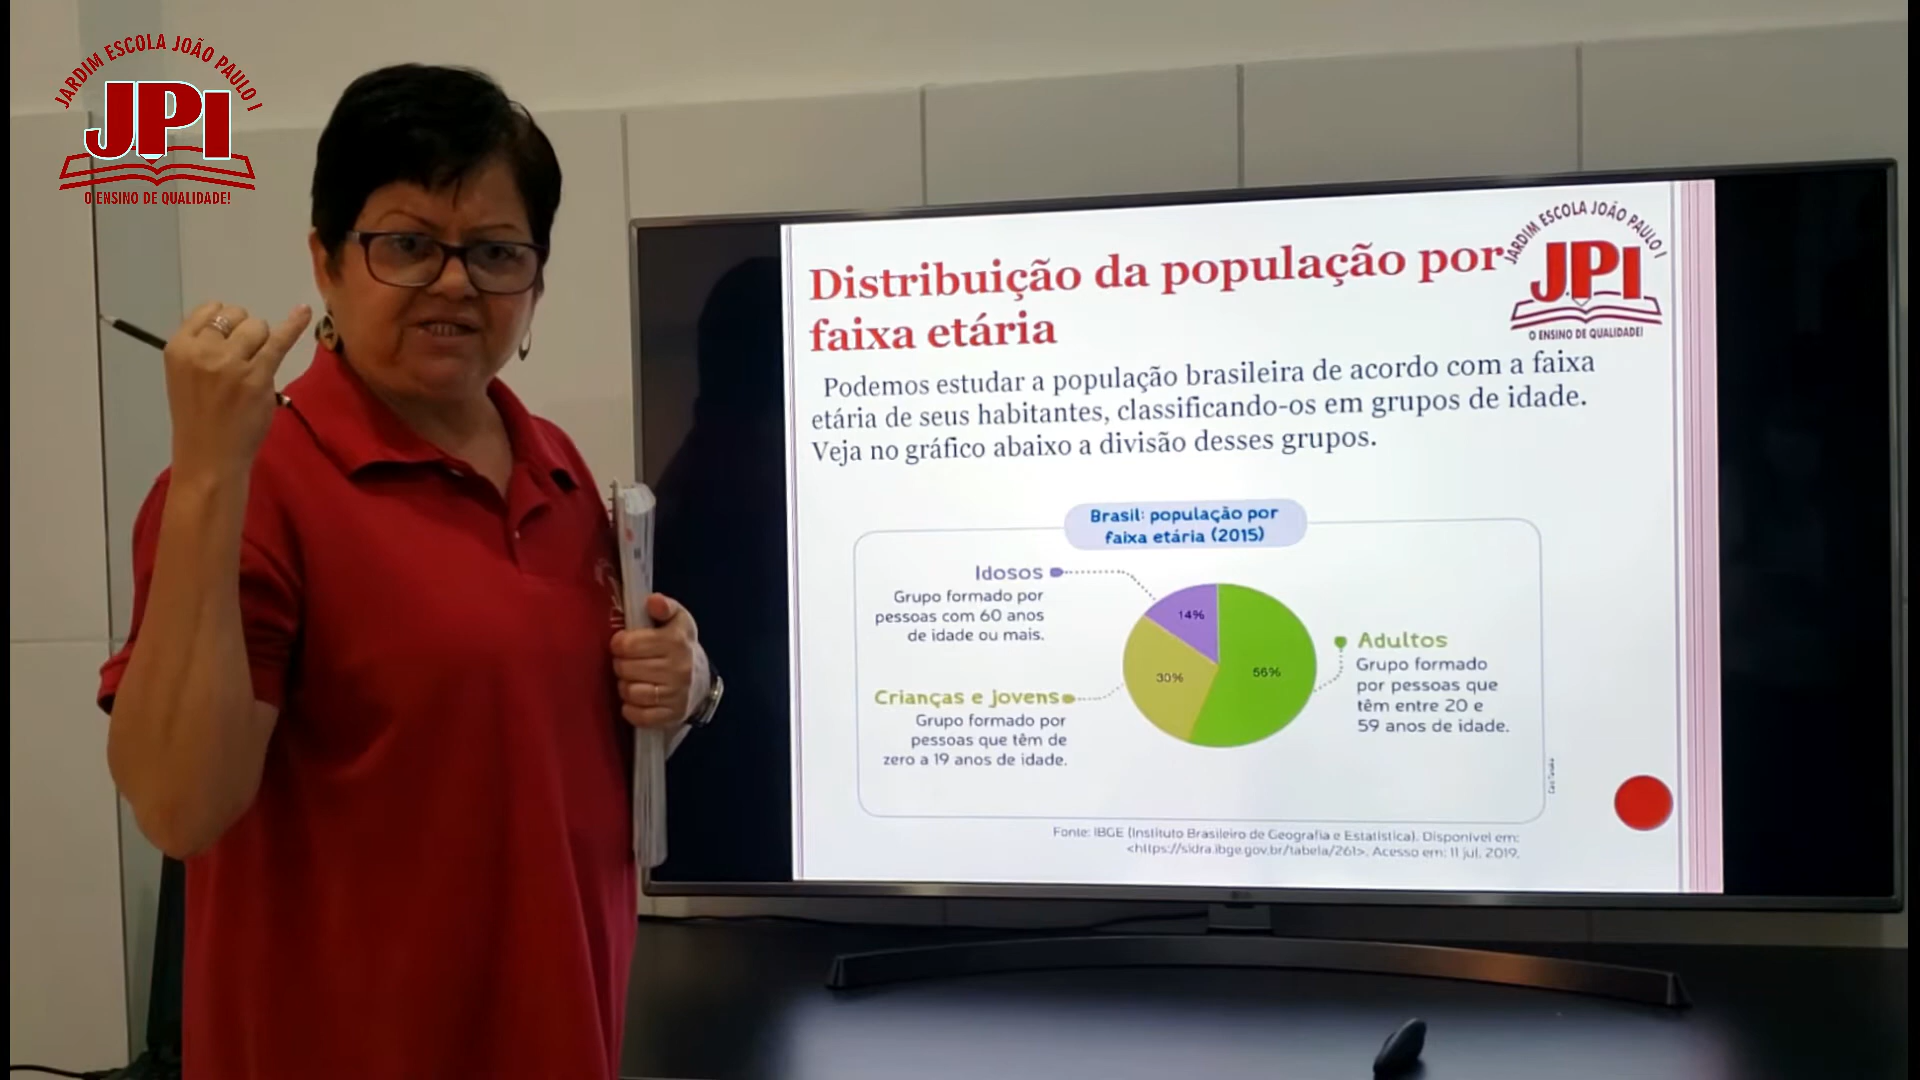 JARDIM ESCOLA JOÃO PAULO I
JPI
O ENSINO DE QUALIDADE!
Distribuição da população por
faixa etária
JARDIM ESCOLA JOÃO PAULO I
JPI
O ENSINO DE QUALIDADE!
Podemos estudar a população brasileira de acordo com a faixa
etária de seus habitantes, classificando-os em grupos de idade.
Veja no gráfico abaixo a divisão desses grupos.
Brasil: população por
faixa etária (2015)
Idosos
Grupo formado por
pessoas com 60 anos
de idade ou mais.
14%
30%
56%
Crianças e jovens
Grupo formado por
pessoas que têm de
zero a 19 anos de idade.
Adultos
Grupo formado
por pessoas que
têm entre 20 e
59 anos de idade.
Fonte: IBGE (Instituto Brasileiro de Geografia e Estatística). Disponível em:
<https://sidra.ibge.gov.br/tabela/261>. Acesso em: 11 jul. 2019.